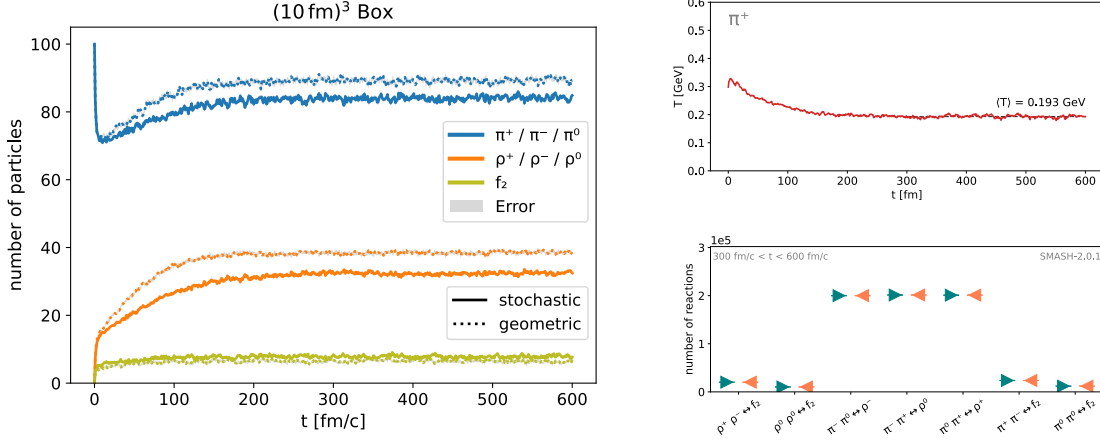 (10 fm)³ Box
number of particles
100
80
60
40
20
0
π⁺ / π⁻ / π⁰
ρ⁺ / ρ⁻ / ρ⁰
f₂
Error
stochastic
geometric
0 100 200 300 400 500 600
t [fm/c]
π⁺
T [GeV]
0.6
0.5
0.4
0.3
0.2
0.1
0.0
⟨T⟩ = 0.193 GeV
0 100 200 300 400 500 600
t [fm]
1e5
300 fm/c < t < 600 fm/c SMASH-2.0.1
number of reactions
3
2
1
0
ρ⁺ ρ⁻ ↔ f₂
ρ⁰ ρ⁰ ↔ f₂
π⁻ π⁰ ↔ ρ⁻
π⁻ π⁺ ↔ ρ⁰
π⁰ π⁺ ↔ ρ⁺
π⁺ π⁻ ↔ f₂
π⁰ π⁰ ↔ f₂